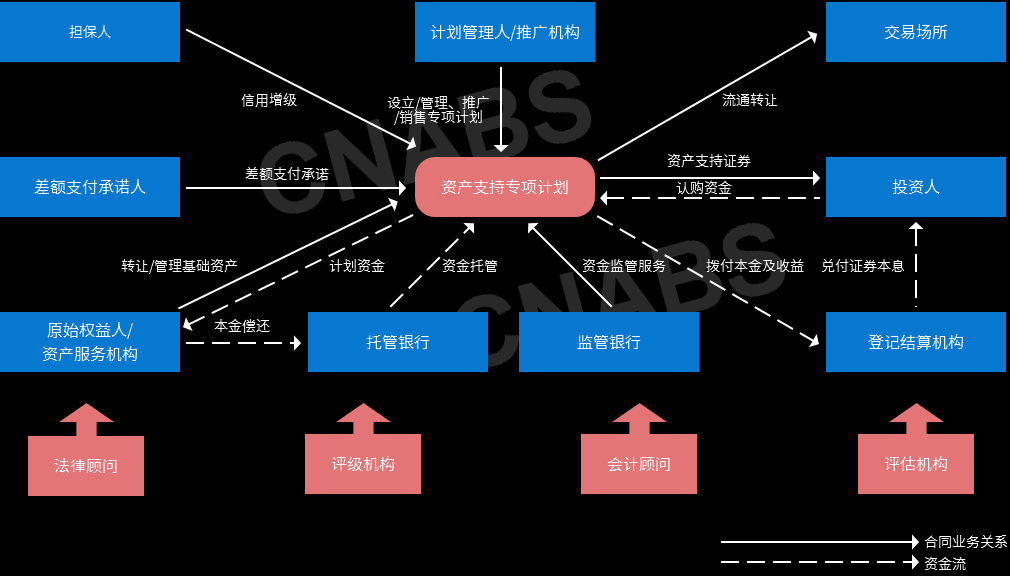 担保人
计划管理人/推广机构
交易场所
信用增级
设立/管理、推广
/销售专项计划
流通转让
CNABS
差额支付承诺人
差额支付承诺
资产支持专项计划
资产支持证券
认购资金
投资人
转让/管理基础资产
计划资金
资金托管
资金监管服务
拨付本金及收益
兑付证券本息
CNABS
原始权益人/
资产服务机构
本金偿还
托管银行
监管银行
登记结算机构
法律顾问
评级机构
会计顾问
评估机构
合同业务关系
资金流